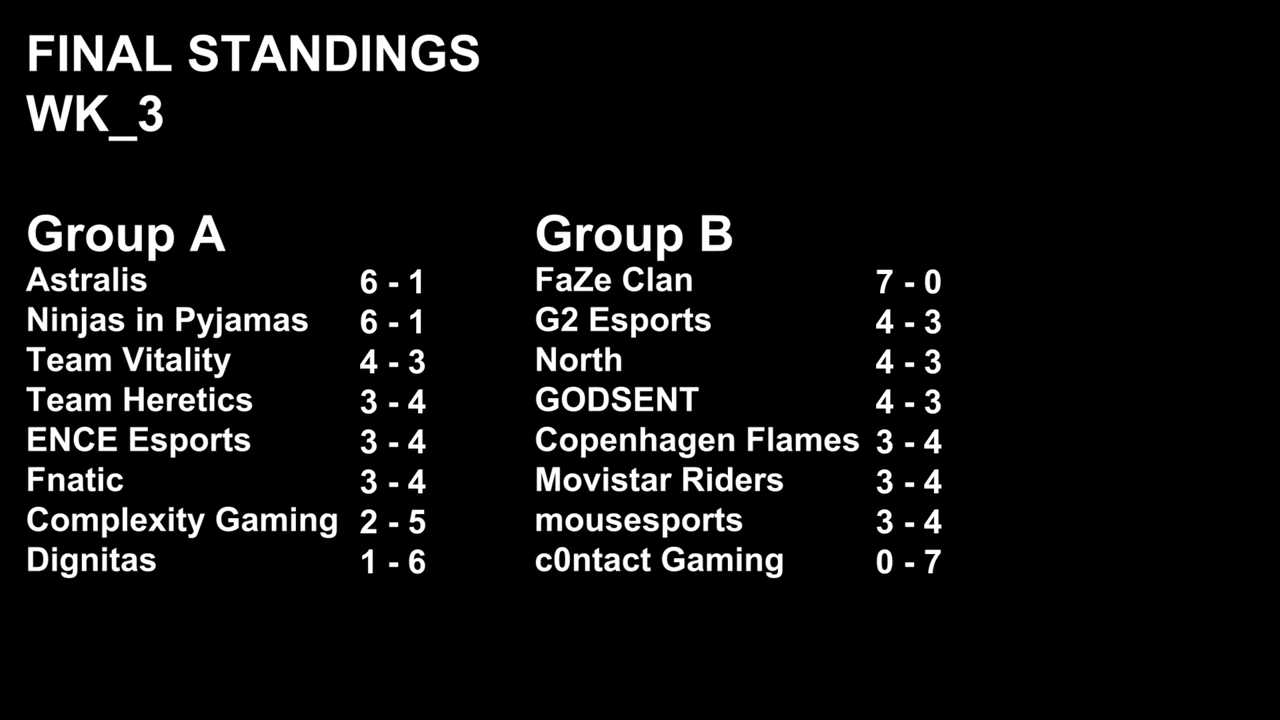 FINAL STANDINGS
WK_3
Group A
Astralis 6 - 1
Ninjas in Pyjamas 6 - 1
Team Vitality 4 - 3
Team Heretics 3 - 4
ENCE Esports 3 - 4
Fnatic 3 - 4
Complexity Gaming 2 - 5
Dignitas 1 - 6
Group B
FaZe Clan 7 - 0
G2 Esports 4 - 3
North 4 - 3
GODSENT 4 - 3
Copenhagen Flames 3 - 4
Movistar Riders 3 - 4
mousesports 3 - 4
c0ntact Gaming 0 - 7